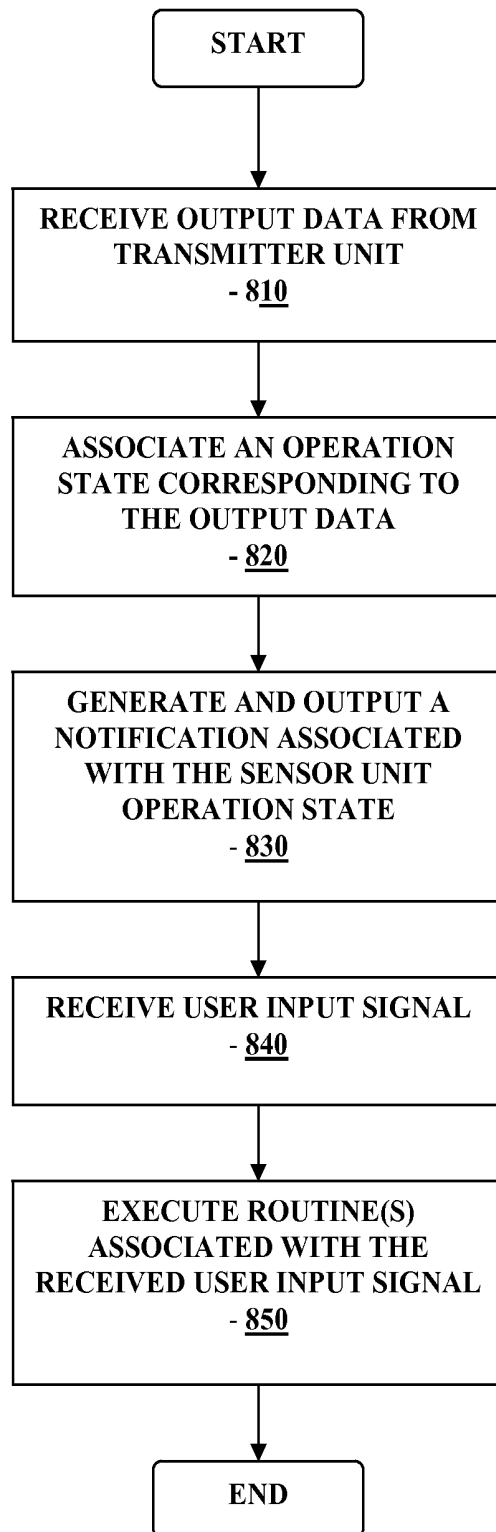 START
RECEIVE OUTPUT DATA FROM
TRANSMITTER UNIT
- 810
ASSOCIATE AN OPERATION
STATE CORRESPONDING TO
THE OUTPUT DATA
- 820
GENERATE AND OUTPUT A
NOTIFICATION ASSOCIATED
WITH THE SENSOR UNIT
OPERATION STATE
- 830
RECEIVE USER INPUT SIGNAL
- 840
EXECUTE ROUTINE(S)
ASSOCIATED WITH THE
RECEIVED USER INPUT SIGNAL
- 850
END